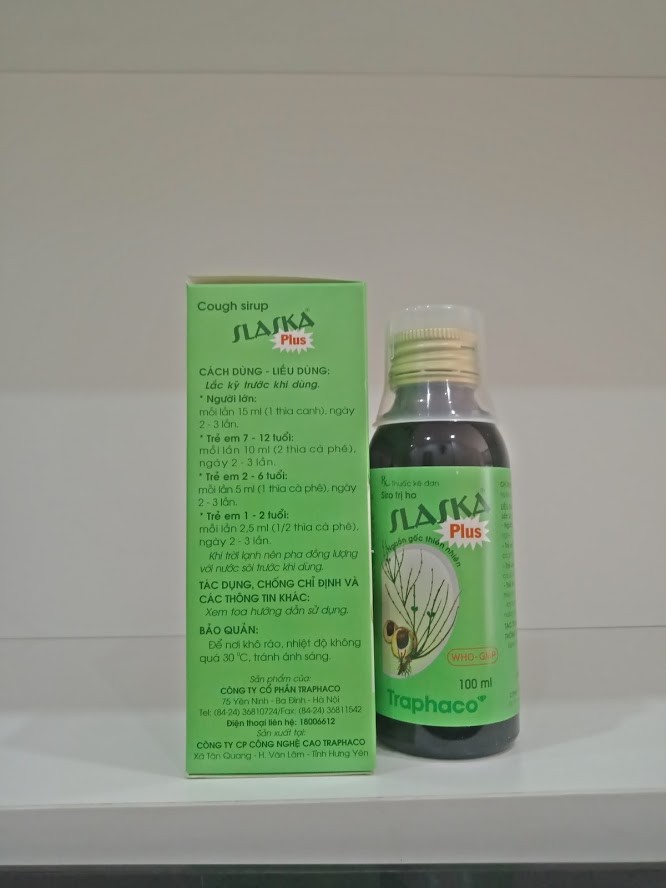 Cough sirup
SLASKA®
Plus
CÁCH DÙNG - LIỀU DÙNG:
Lắc kỹ trước khi dùng.
* Người lớn:
mỗi lần 15 ml (1 thìa canh), ngày
2 - 3 lần.
* Trẻ em 7 - 12 tuổi:
mỗi lần 10 ml (2 thìa cà phê),
ngày 2 - 3 lần.
* Trẻ em 2 - 6 tuổi:
mỗi lần 5 ml (1 thìa cà phê), ngày
2 - 3 lần.
* Trẻ em 1 - 2 tuổi:
mỗi lần 2,5 ml (1/2 thìa cà phê),
ngày 2 - 3 lần.
Khi trời lạnh nên pha đồng lượng
với nước sôi trước khi dùng.
TÁC DỤNG, CHỐNG CHỈ ĐỊNH VÀ
CÁC THÔNG TIN KHÁC:
Xem toa hướng dẫn sử dụng.
BẢO QUẢN:
Để nơi khô ráo, nhiệt độ không
quá 30 °C, tránh ánh sáng.
Sản phẩm của:
CÔNG TY CỔ PHẦN TRAPHACO
75 Yên Ninh - Ba Đình - Hà Nội
Tel: (84-24) 36810724/Fax: (84-24) 36811542
Điện thoại liên hệ: 18006612
Sản xuất tại:
CÔNG TY CP CÔNG NGHỆ CAO TRAPHACO
Xã Tân Quang - H. Văn Lâm - Tỉnh Hưng Yên
Thuốc kê đơn
Siro trị ho
SLASKA
Plus
Nguồn gốc thiên nhiên
WHO-GMP
100 ml
Traphaco